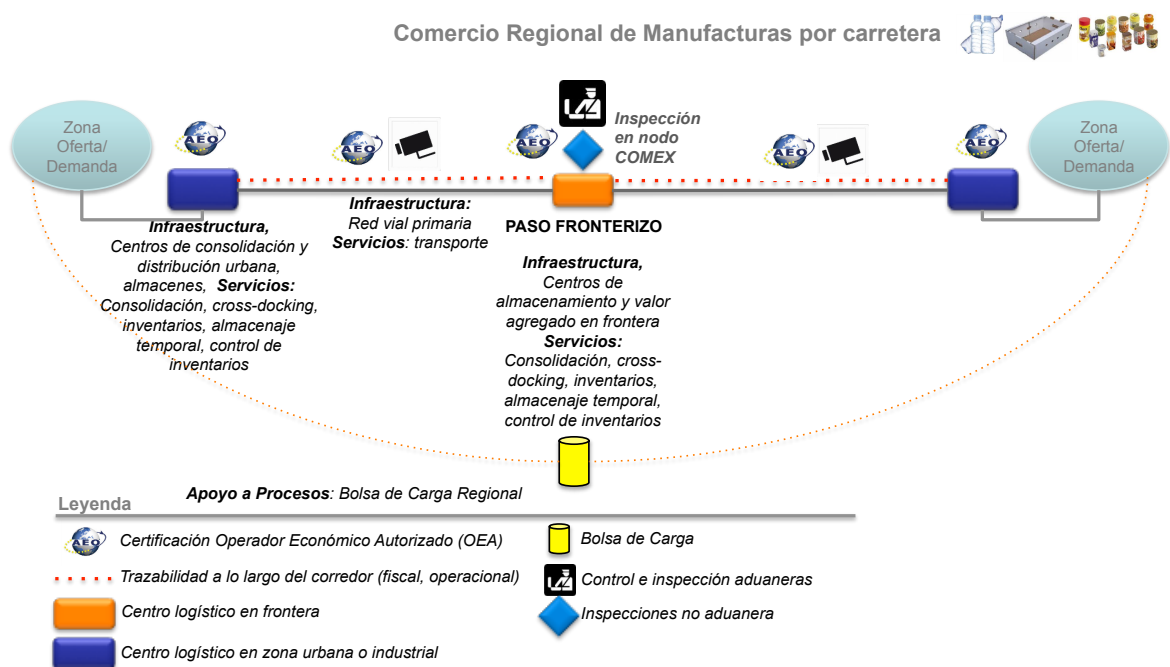 Comercio Regional de Manufacturas por carretera
Zona
Oferta/
Demanda
AEO
AEO
AEO
Inspección
en nodo
COMEX
AEO
AEO
Zona
Oferta/
Demanda
Infraestructura,
Centros de consolidación y
distribución urbana,
almacenes, Servicios:
Consolidación, cross-docking,
inventarios, almacenaje
temporal, control de
inventarios
Infraestructura:
Red vial primaria
Servicios: transporte
PASO FRONTERIZO
Infraestructura,
Centros de
almacenamiento y valor
agregado en frontera
Servicios:
Consolidación, cross-
docking, inventarios,
almacenaje temporal,
control de inventarios
Apoyo a Procesos: Bolsa de Carga Regional
Leyenda
AEO
Certificación Operador Económico Autorizado (OEA)
Trazabilidad a lo largo del corredor (fiscal, operacional)
Centro logístico en frontera
Centro logístico en zona urbana o industrial
Bolsa de Carga
Control e inspección aduaneras
Inspecciones no aduanera